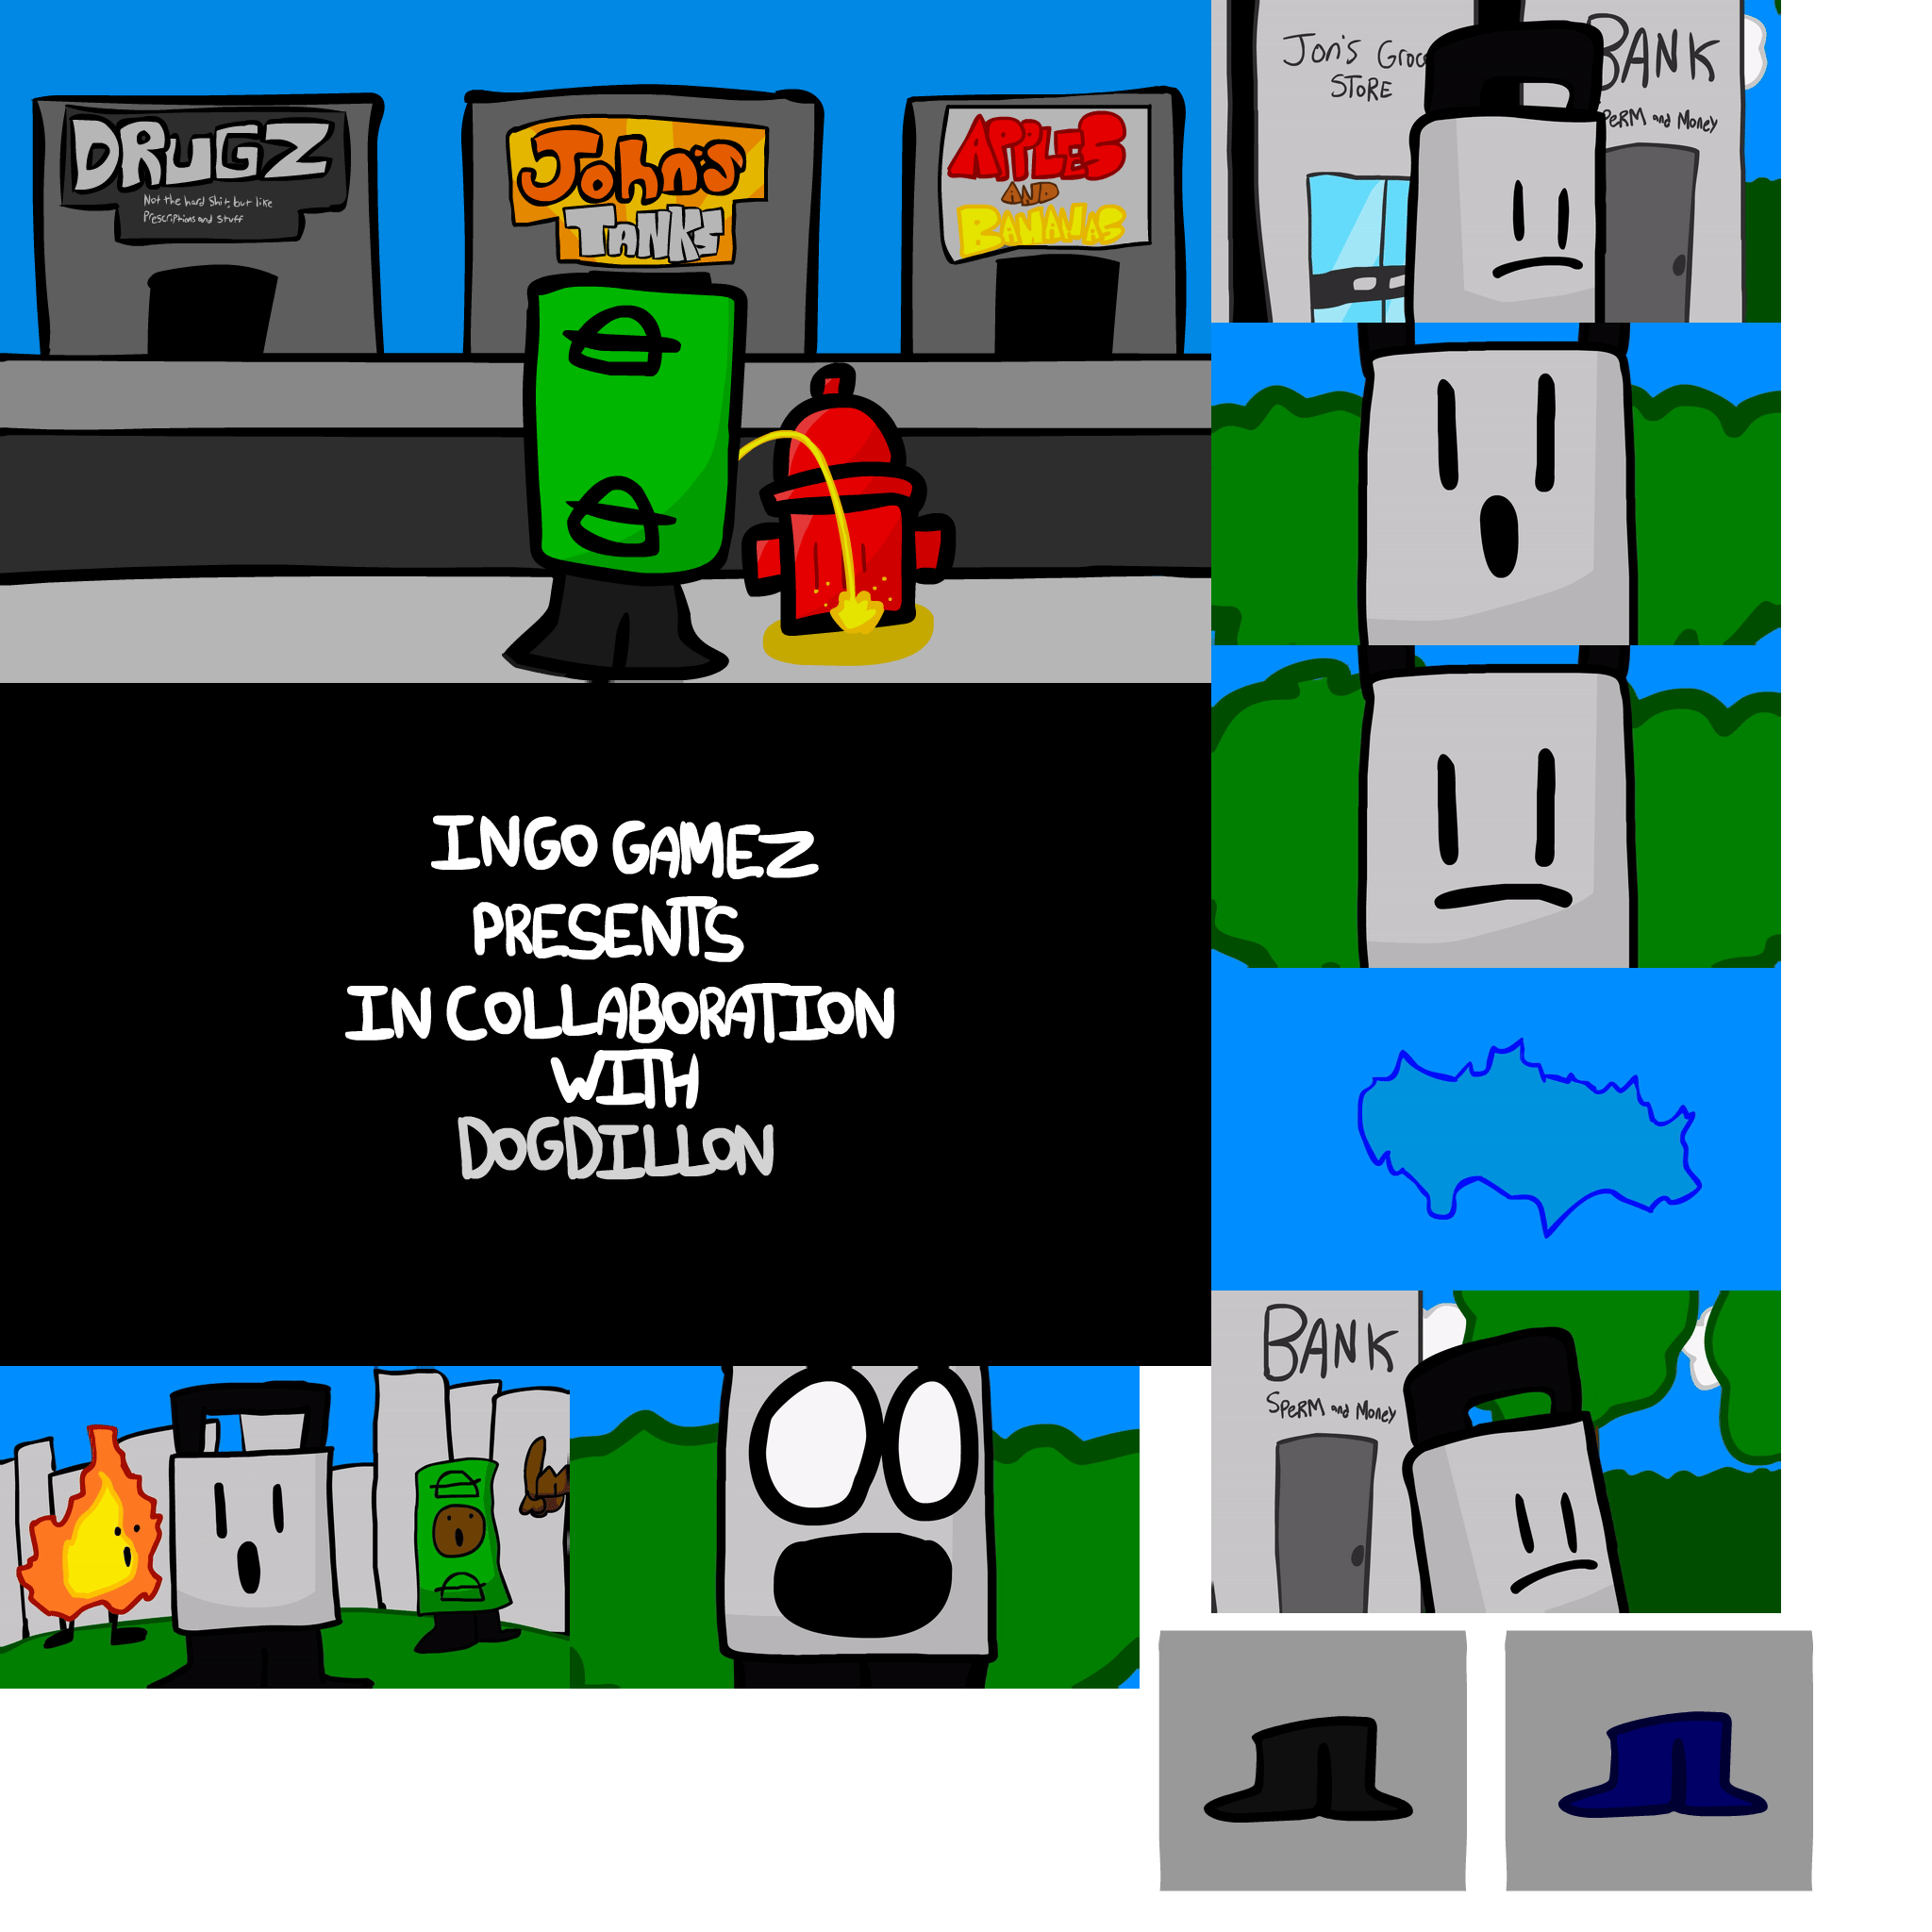 DRUGZ
Not the hard Shit, but like
Prescriptions and stuff
John's
TANKS
APPLES
AND
BANANAS
Jon's Groc
STORE
BANK
SPERM and Money
INGO GAMEZ
PRESENTS
IN COLLABORATION
WITH
DOGDILLON
BANK
SPERM and Money